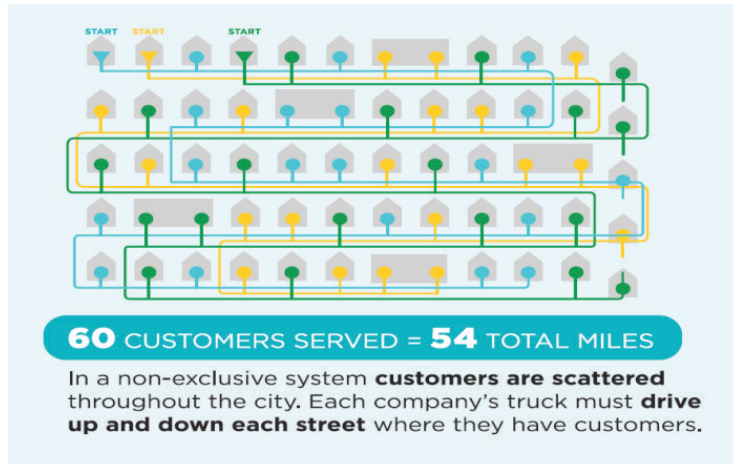 START START START
60 CUSTOMERS SERVED = 54 TOTAL MILES
In a non-exclusive system customers are scattered
throughout the city. Each company's truck must drive
up and down each street where they have customers.